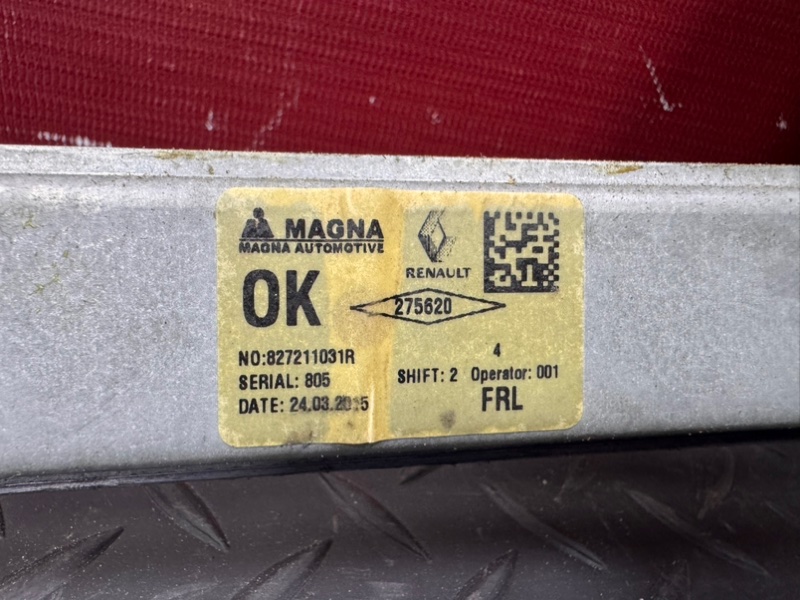 MAGNA
MAGNA AUTOMOTIVE
RENAULT
OK
275620
NO:827211031R
SERIAL: 805
DATE: 24.03.2015
4
SHIFT: 2 Operator: 001
FRL